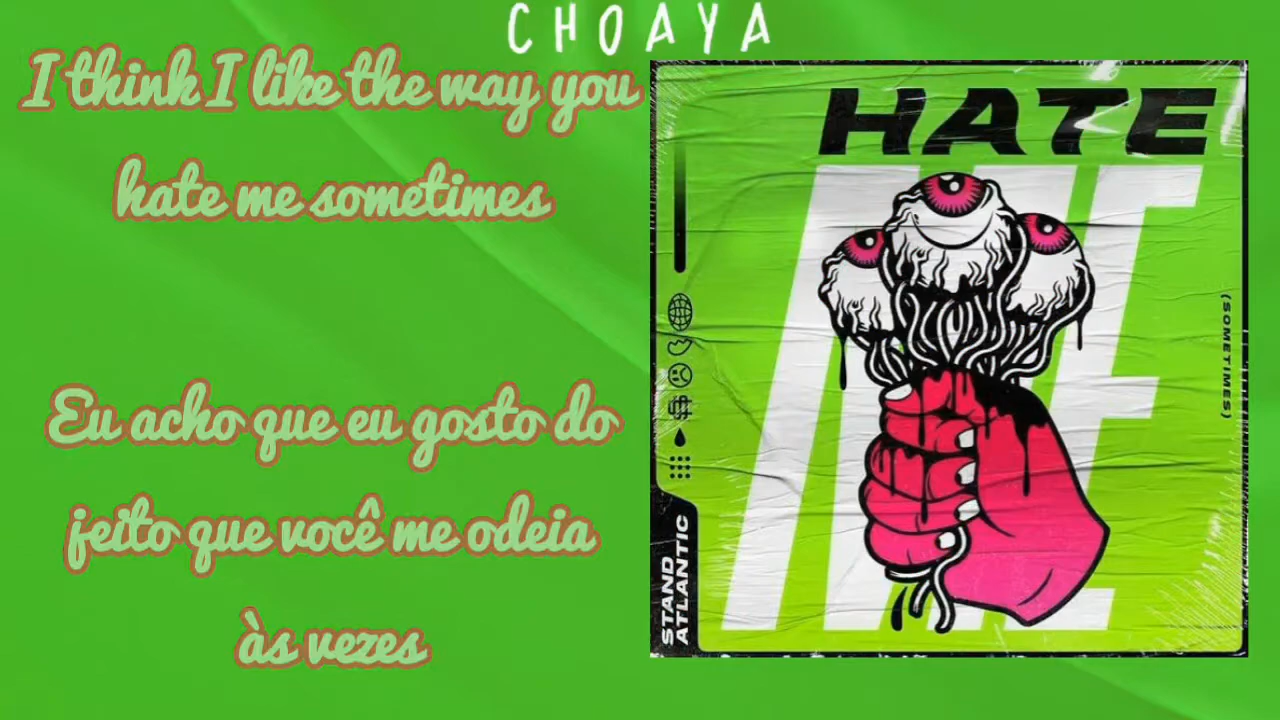 CHOAYA
I think I like the way you
hate me sometimes
Eu acho que eu gosto do
jeito que você me odeia
às vezes
HATE
ME
(SOMETIMES)
STAND
ATLANTIC